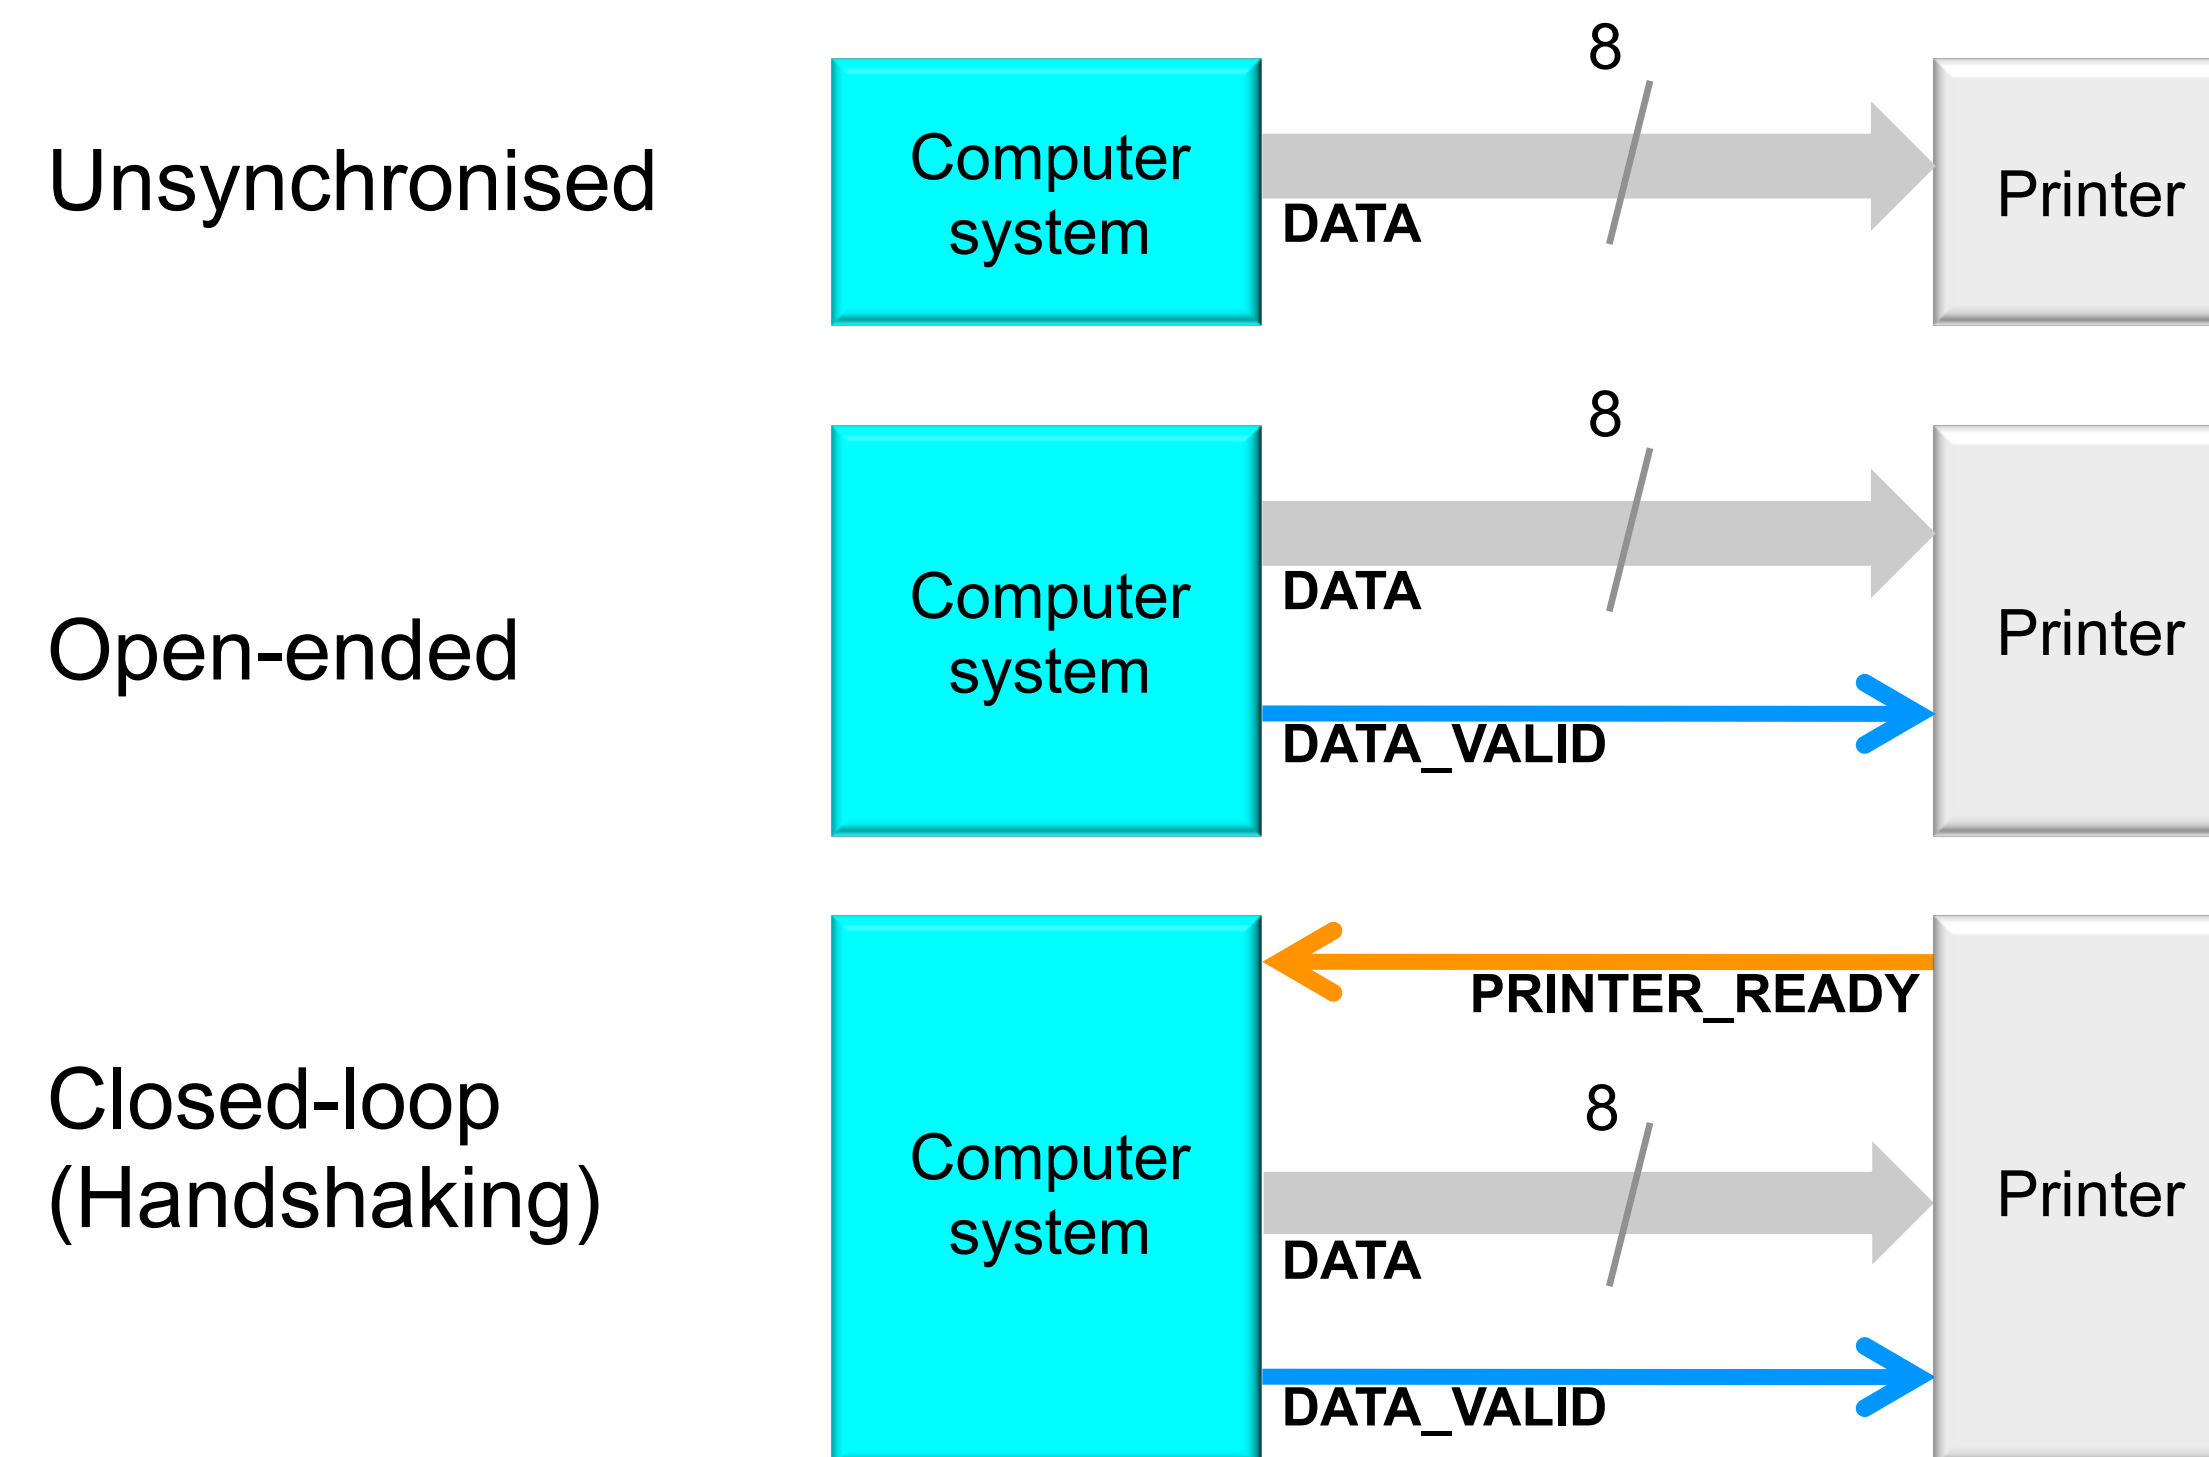 Unsynchronised
Computer
system
8
DATA
Printer
Open-ended
Computer
system
8
DATA
DATA_VALID
Printer
Closed-loop
(Handshaking)
Computer
system
PRINTER_READY
8
DATA
DATA_VALID
Printer